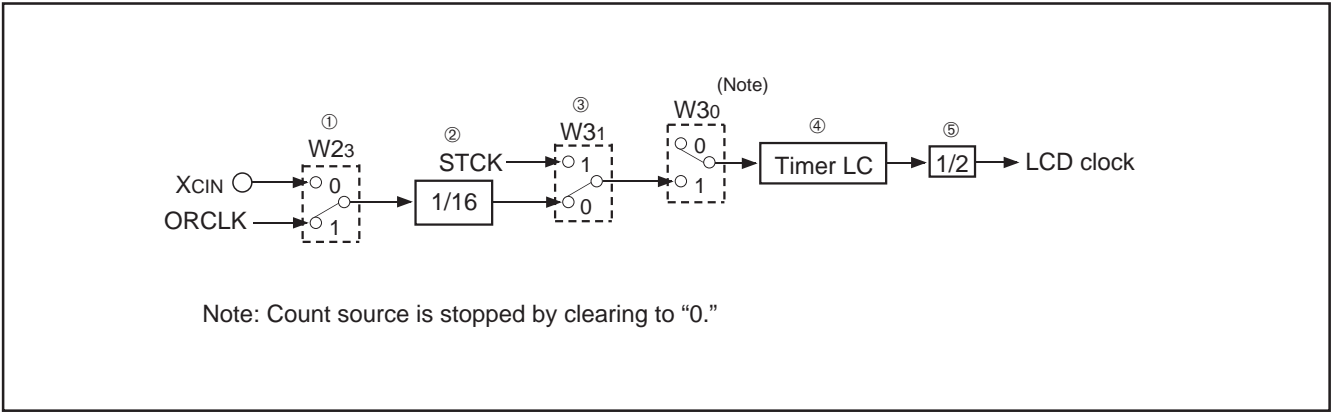 (Note)
① W23
② STCK
③ W31
W30
④
⑤
0
1
XCIN
0
1/16
1
0
Timer LC
1/2
LCD clock
ORCLK
1
Note: Count source is stopped by clearing to “0.”